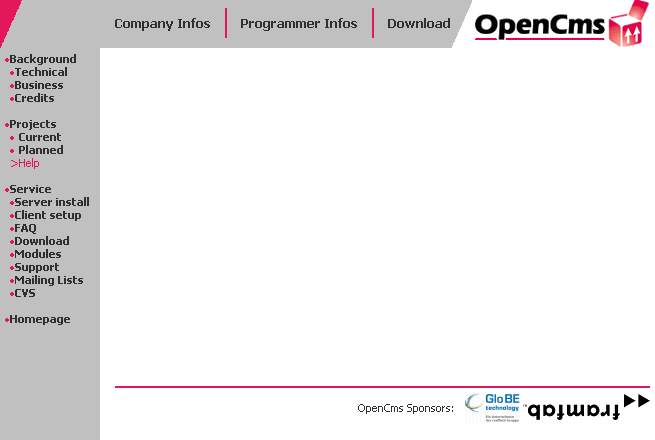 Company Infos
Programmer Infos
Download
OpenCms
Background
Technical
Business
Credits
Projects
Current
Planned
>Help
Service
Server install
Client setup
FAQ
Download
Modules
Support
Mailing Lists
CVS
Homepage
OpenCms Sponsors:
GloBE
technology
framfab